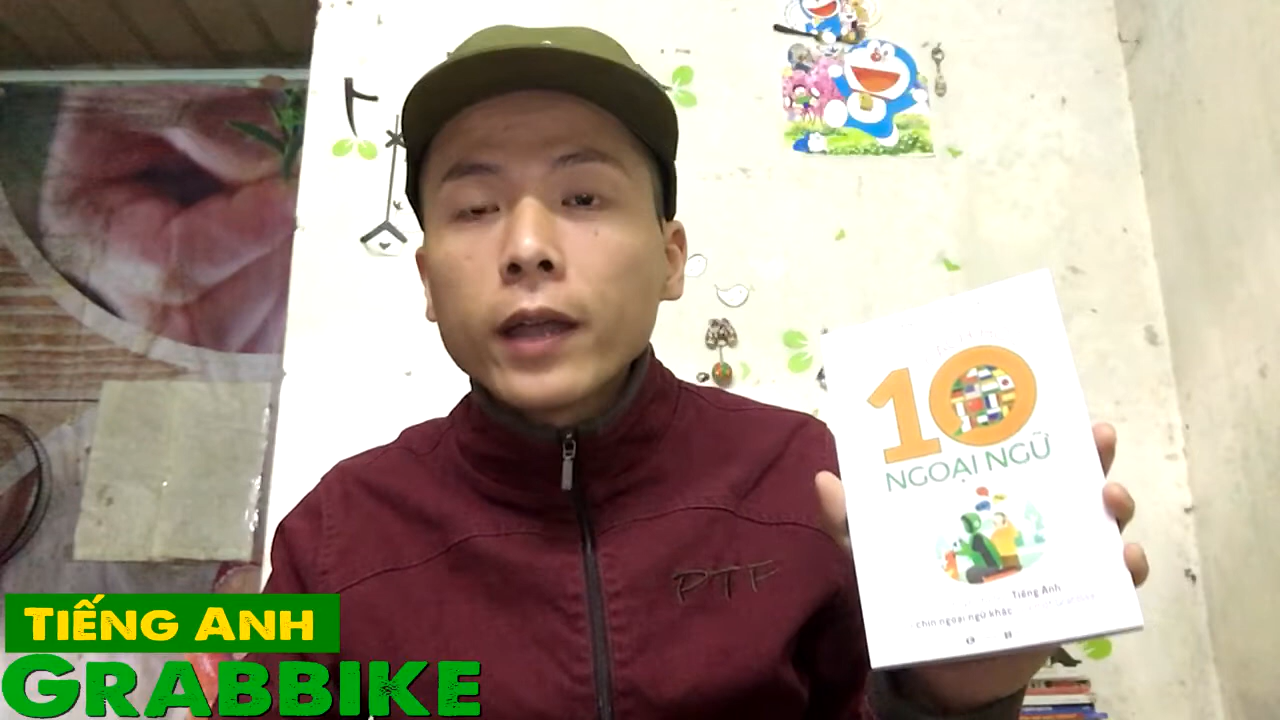 PTF
10
NGOẠI NGỮ
Tiếng Anh
chín ngoại ngữ khác
TIẾNG ANH
GRABBIKE